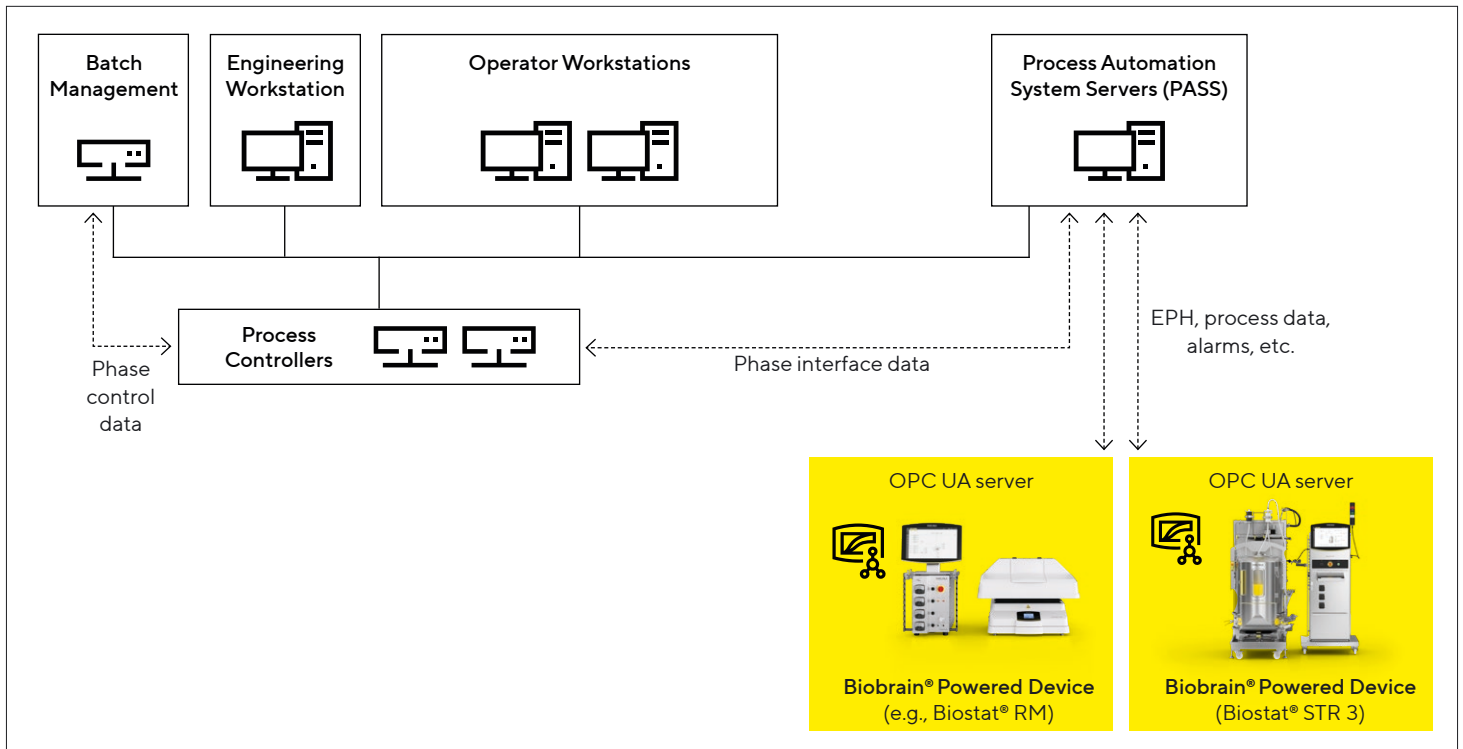 Batch
Management
Engineering
Workstation
Operator Workstations
Process Automation
System Servers (PASS)
Process
Controllers
Phase
control
data
Phase interface data
EPH, process data,
alarms, etc.
OPC UA server
Biobrain® Powered Device
(e.g., Biostat® RM)
OPC UA server
Biobrain® Powered Device
(Biostat® STR 3)